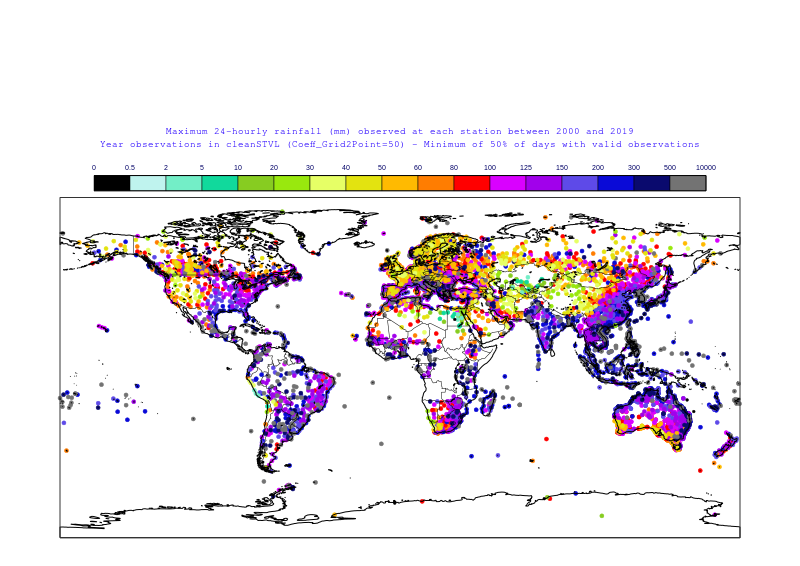 Maximum 24-hourly rainfall (mm) observed at each station between 2000 and 2019
Year observations in cleanSTVL (Coeff_Grid2Point=50) - Minimum of 50% of days with valid observations
0 0.5 2 5 10 20 30 40 50 60 80 100 125 150 200 300 500 10000